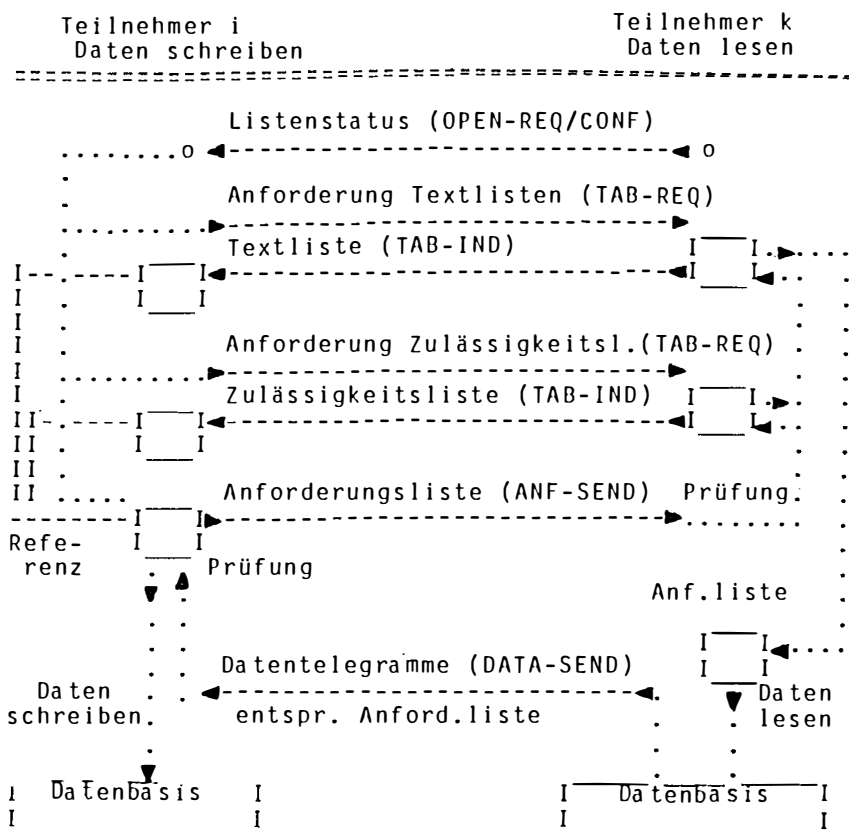 Teilnehmer i Teilnehmer k
Daten schreiben Daten lesen
Listenstatus (OPEN-REQ/CONF)
o o
Anforderung Textlisten (TAB-REQ)
Textliste (TAB-IND)
Anforderung Zulässigkeitsl.(TAB-REQ)
Zulässigkeitsliste (TAB-IND)
Anforderungsliste (ANF-SEND) Prüfung
Refe-
renz Prüfung
Anf.liste
Datentelegramme (DATA-SEND)
Daten Daten
schreiben entspr. Anford.liste lesen
Datenbasis Datenbasis